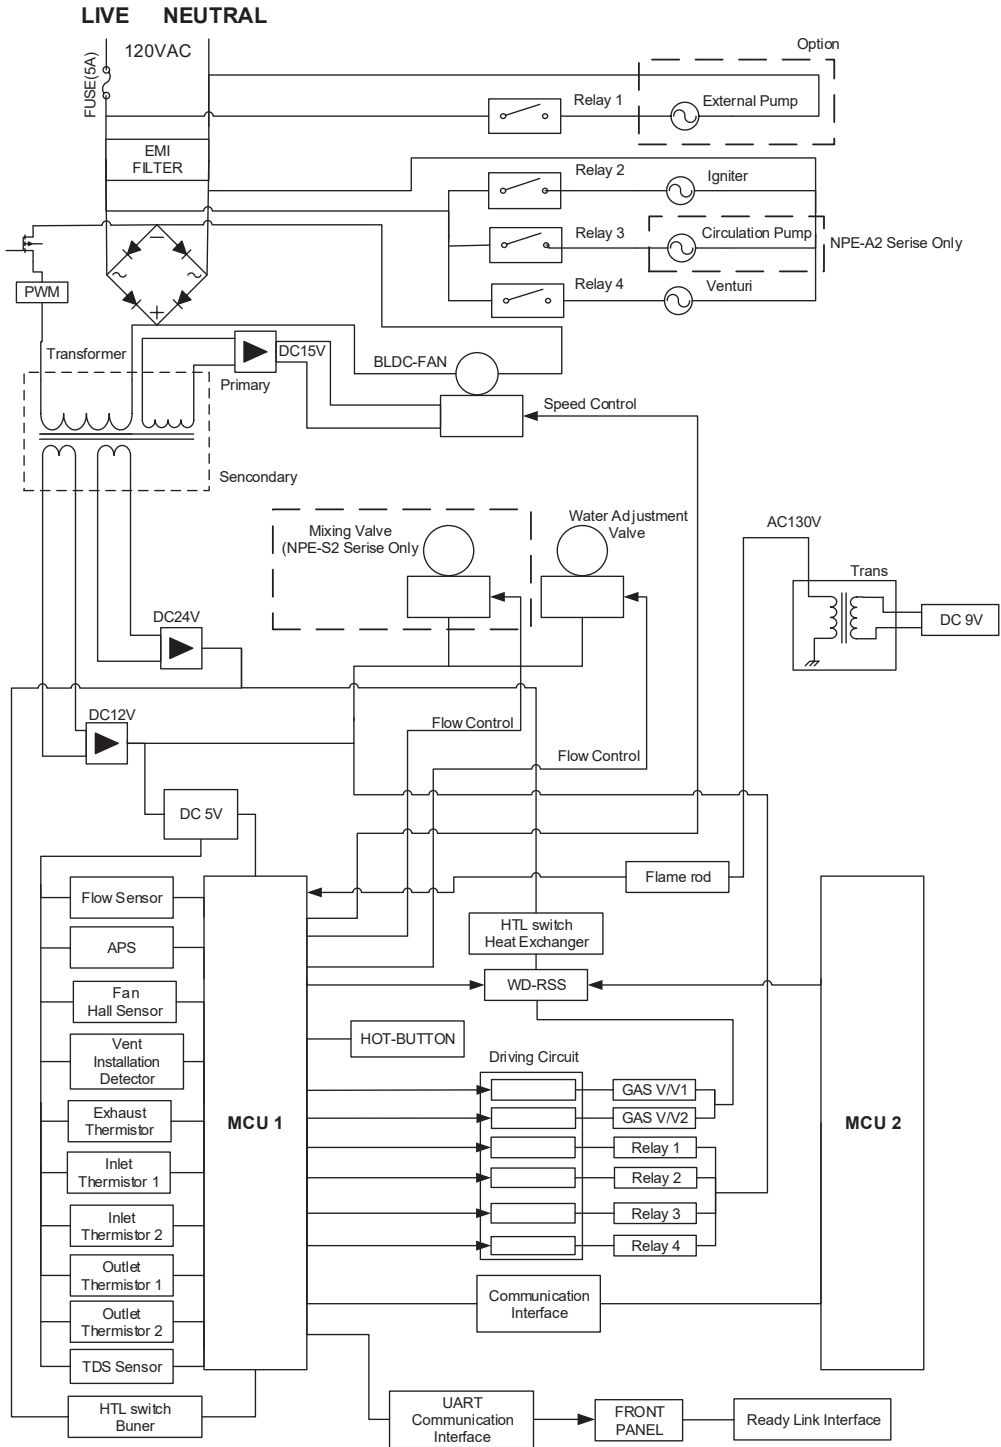 LIVE NEUTRAL
120VAC
FUSE(5A)
Option
Relay 1
External Pump
EMI
FILTER
Relay 2
Igniter
Relay 3
Circulation Pump
NPE-A2 Serise Only
Relay 4
Venturi
PWM
Transformer
DC15V
Primary
BLDC-FAN
Speed Control
Sencondary
Mixing Valve
(NPE-S2 Serise Only
Water Adjustment
Valve
AC130V
Trans
DC 9V
DC24V
DC12V
Flow Control
Flow Control
DC 5V
Flame rod
Flow Sensor
APS
Fan
Hall Sensor
Vent
Installation
Detector
Exhaust
Thermistor
Inlet
Thermistor 1
Inlet
Thermistor 2
Outlet
Thermistor 1
Outlet
Thermistor 2
TDS Sensor
HTL switch
Buner
MCU 1
HTL switch
Heat Exchanger
WD-RSS
HOT-BUTTON
Driving Circuit
GAS V/V1
GAS V/V2
Relay 1
Relay 2
Relay 3
Relay 4
MCU 2
Communication
Interface
UART
Communication
Interface
FRONT
PANEL
Ready Link Interface